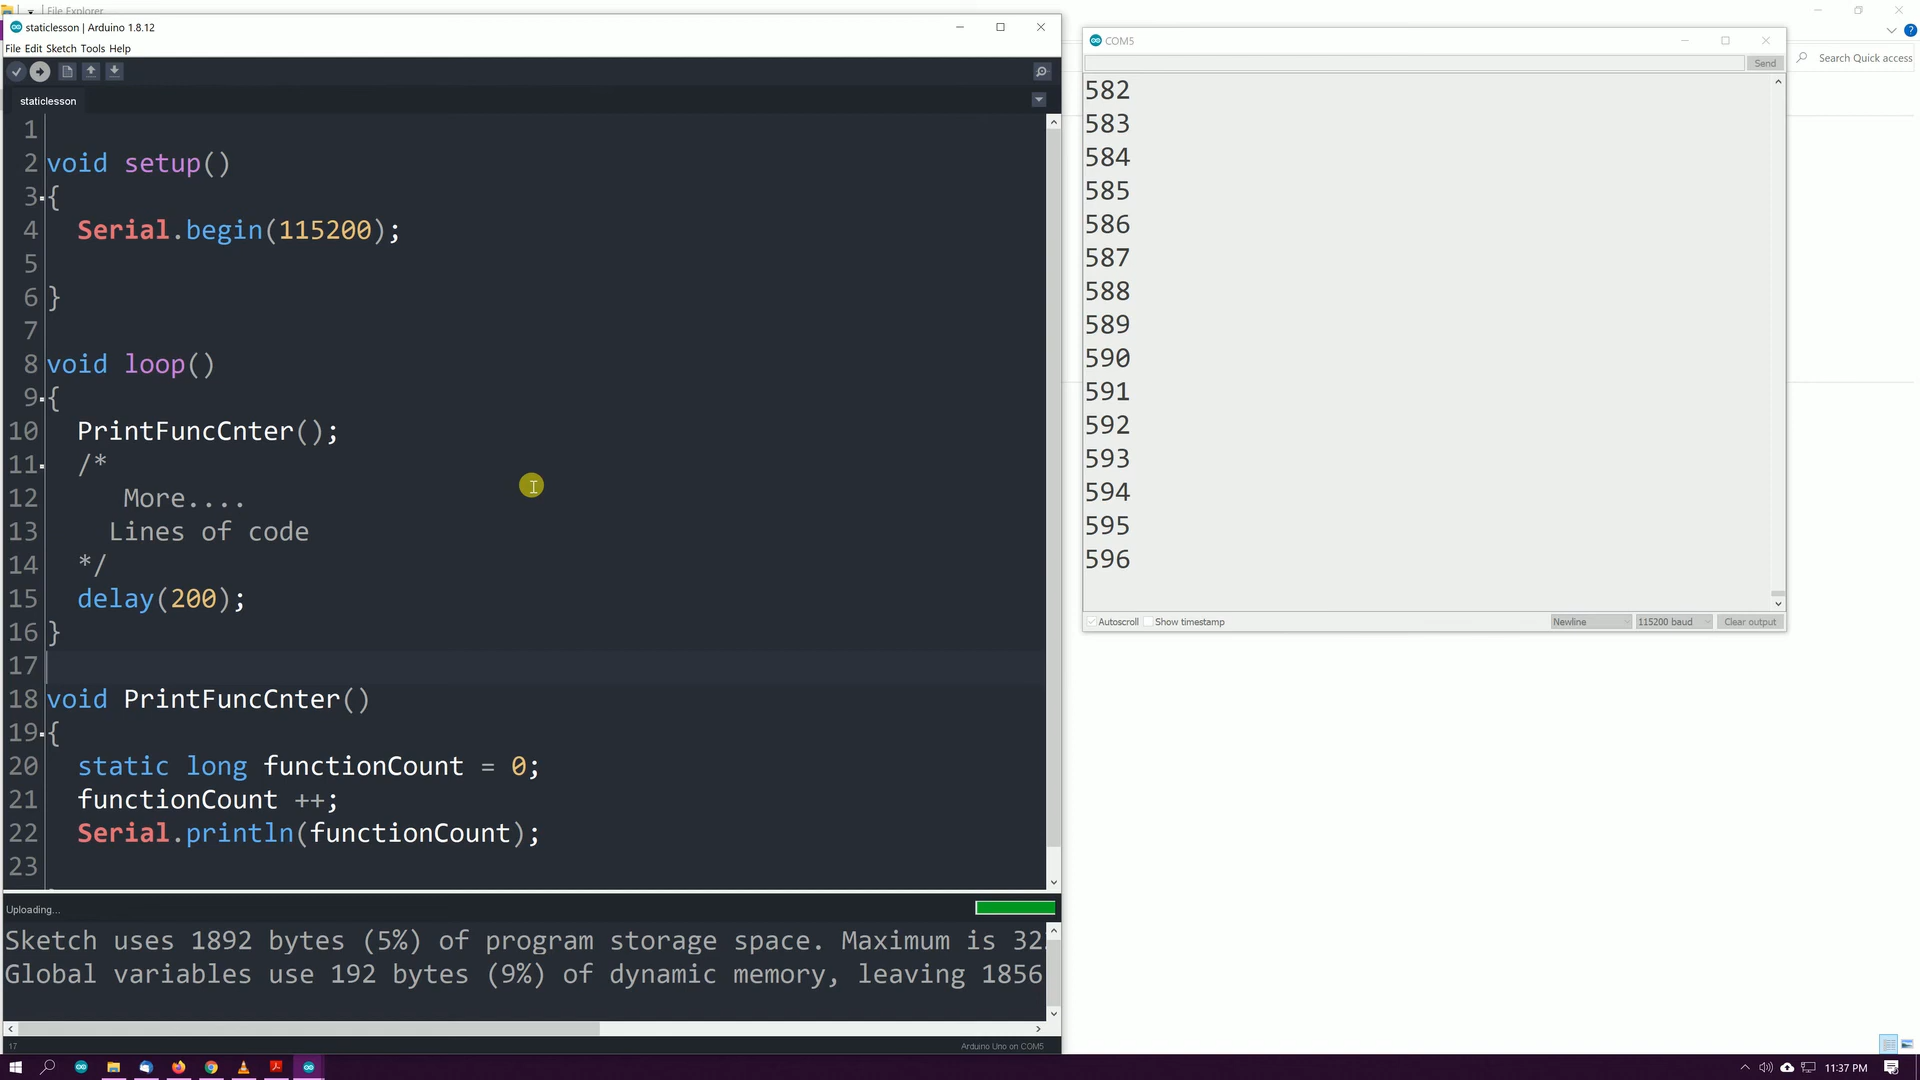 File Explorer
staticlesson | Arduino 1.8.12
File Edit Sketch Tools Help
staticlesson
1
2 void setup()
3 {
4 Serial.begin(115200);
5
6 }
7
8 void loop()
9 {
10 PrintFuncCnter();
11 /*
12 More....
13 Lines of code
14 */
15 delay(200);
16 }
17
18 void PrintFuncCnter()
19 {
20 static long functionCount = 0;
21 functionCount ++;
22 Serial.println(functionCount);
23
Uploading...
Sketch uses 1892 bytes (5%) of program storage space. Maximum is 32
Global variables use 192 bytes (9%) of dynamic memory, leaving 1856
17
Arduino Uno on COM5
COM5
Send
582
583
584
585
586
587
588
589
590
591
592
593
594
595
596
Autoscroll Show timestamp
Newline
115200 baud
Clear output
Search Quick access
11:37 PM